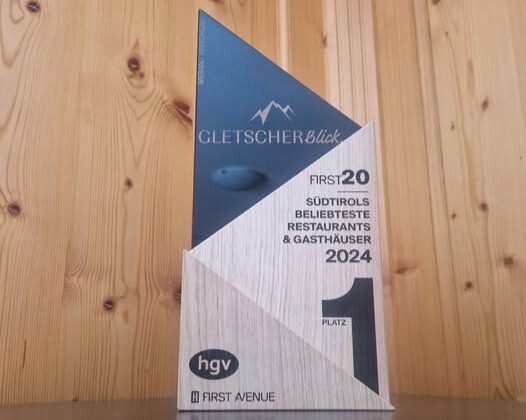 GLETSCHERBlick
FIRST20
SÜDTIROLS
BELIEBTESTE
RESTAURANTS
& GASTHÄUSER
2024
PLATZ 1
hgv
H FIRST AVENUE